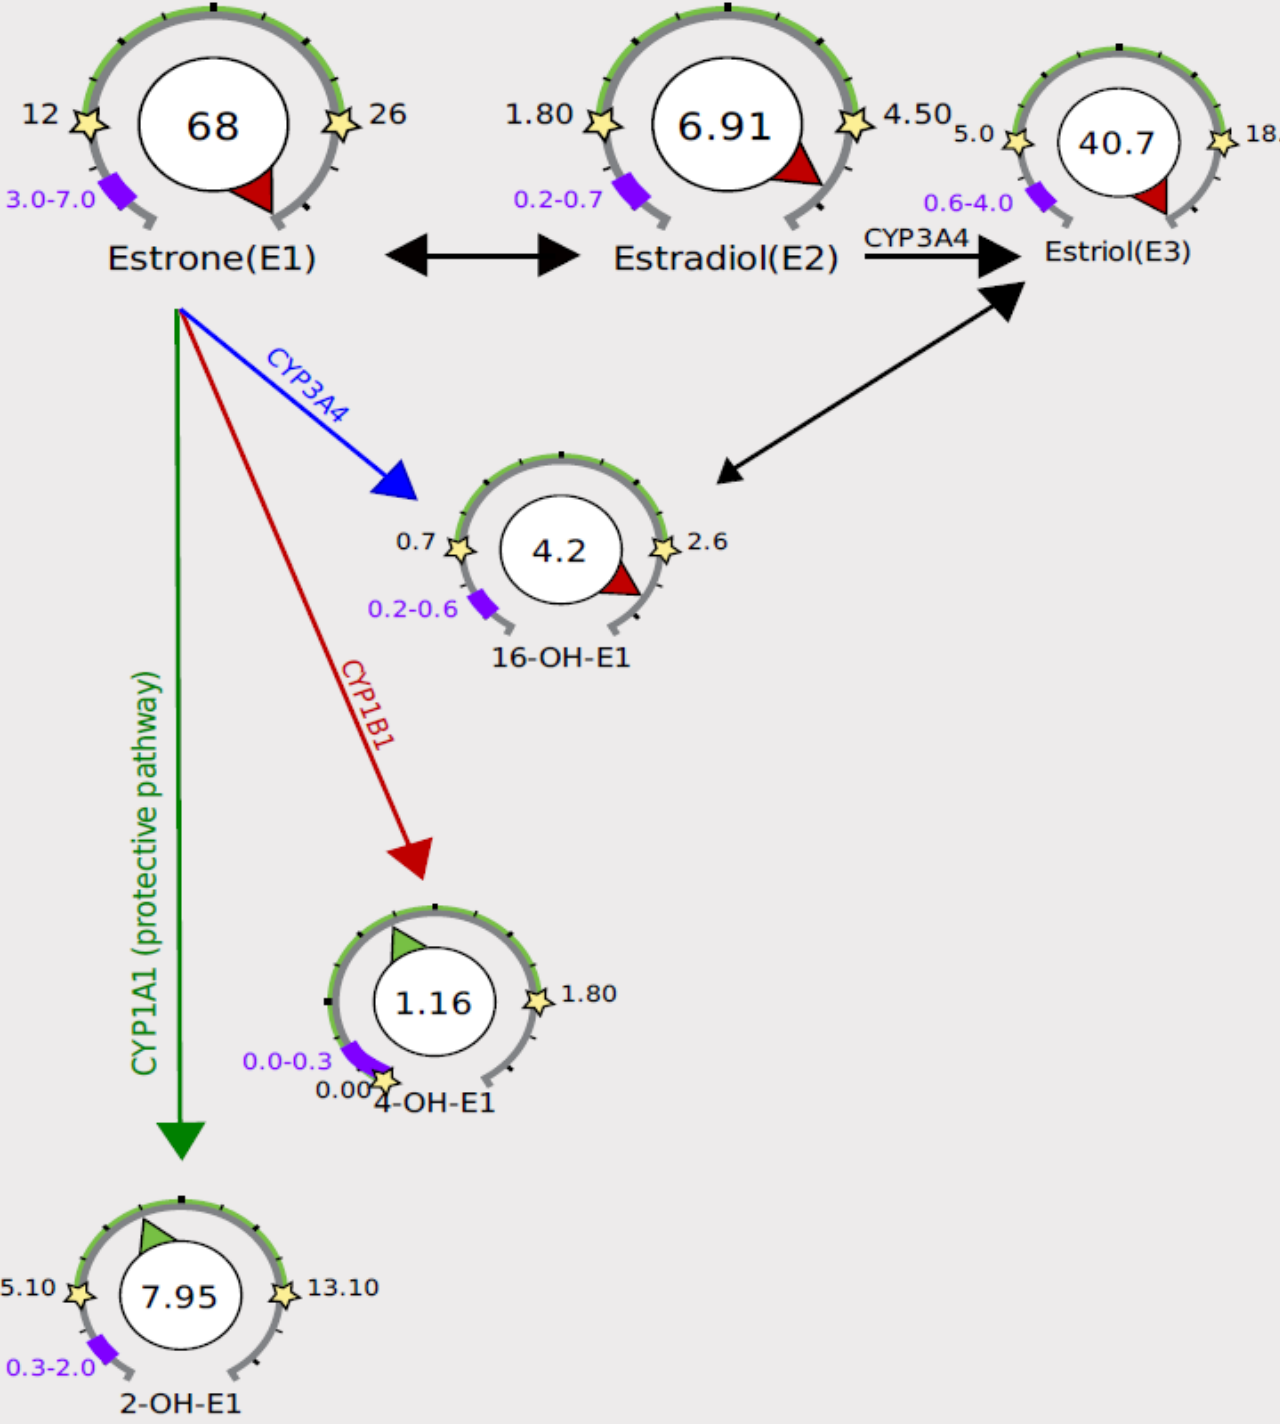 12
68
26
3.0-7.0
Estrone(E1)
1.80
6.91
4.50
0.2-0.7
Estradiol(E2)
CYP3A4
5.0
40.7
18.
0.6-4.0
Estriol(E3)
CYP3A4
0.7
4.2
2.6
0.2-0.6
16-OH-E1
CYP1B1
CYP1A1 (protective pathway)
1.16
1.80
0.0-0.3
0.00
4-OH-E1
5.10
7.95
13.10
0.3-2.0
2-OH-E1